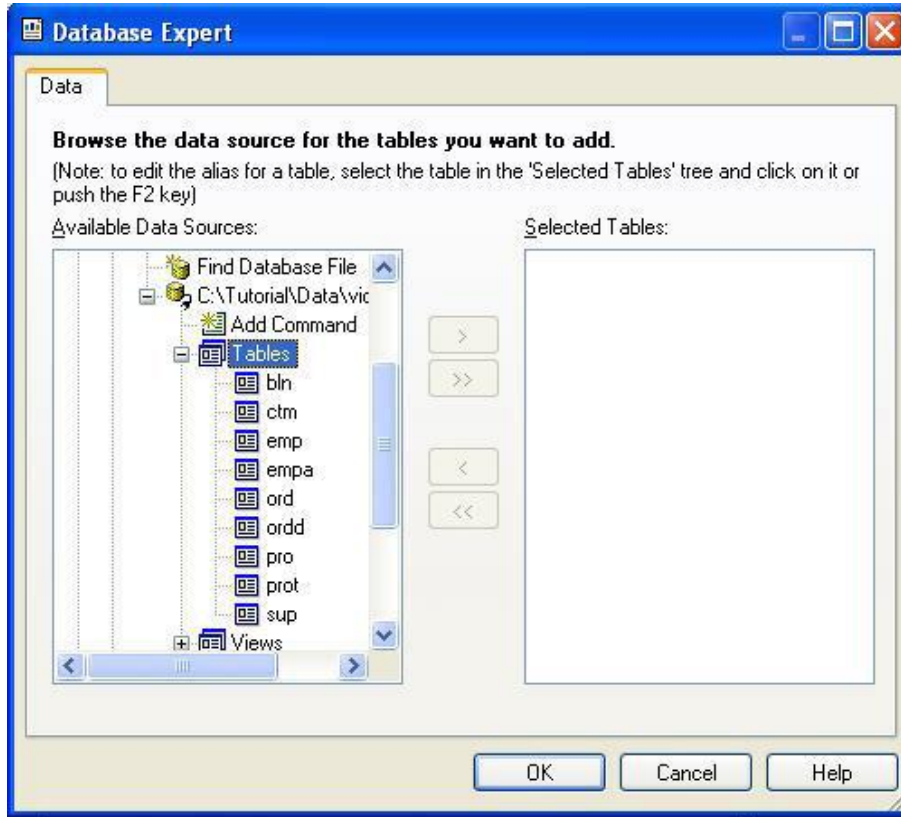 Database Expert
Data
Browse the data source for the tables you want to add.
(Note: to edit the alias for a table, select the table in the 'Selected Tables' tree and click on it or
push the F2 key)
Available Data Sources:
Selected Tables:
Find Database File
C:\Tutorial\Data\vic
Add Command
Tables
bln
ctm
emp
empa
ord
ordd
pro
prot
sup
Views
>
>>
<
<<
OK
Cancel
Help